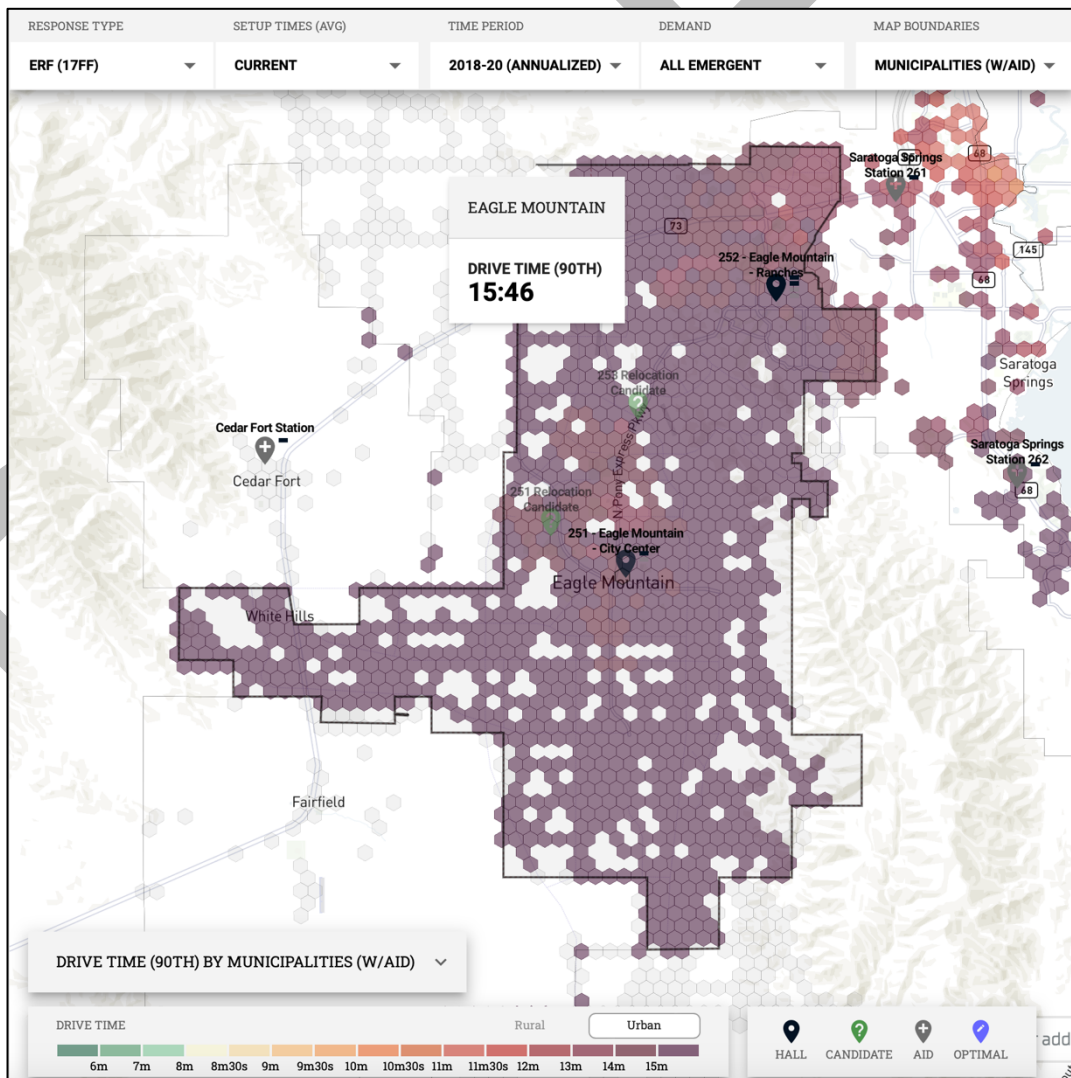 RESPONSE TYPE
SETUP TIMES (AVG)
TIME PERIOD
DEMAND
MAP BOUNDARIES
ERF (17FF)
CURRENT
2018-20 (ANNUALIZED)
ALL EMERGENT
MUNICIPALITIES (W/AID)
Saratoga Springs
Station 261
68
EAGLE MOUNTAIN
DRIVE TIME (90TH)
15:46
73
145
252 - Eagle Mountain
- Ranches
68
Saratoga
Springs
253 Relocation
Candidate
N Pony Express Pkwy
Cedar Fort Station
Cedar Fort
Saratoga Springs
Station 262
68
251 Relocation
Candidate
251 - Eagle Mountain
- City Center
Eagle Mountain
White Hills
Fairfield
DRIVE TIME (90TH) BY MUNICIPALITIES (W/AID)
DRIVE TIME
Rural
Urban
6m 7m 8m 8m30s 9m 9m30s 10m 10m30s 11m 11m30s 12m 13m 14m 15m
HALL
CANDIDATE
AID
OPTIMAL